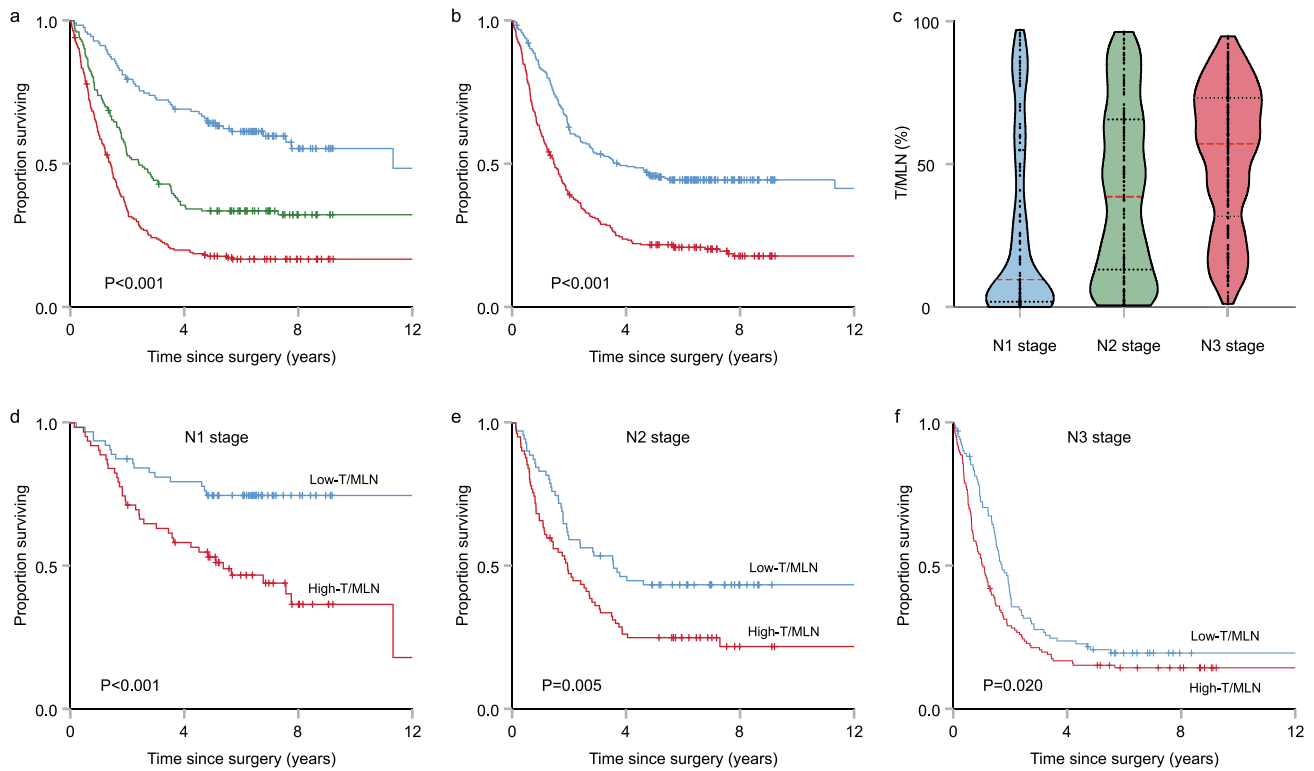 a
1.0
0.5
0.0
Proportion surviving
P<0.001
0
4
8
12
Time since surgery (years)
b
1.0
0.5
0.0
Proportion surviving
P<0.001
0
4
8
12
Time since surgery (years)
c
100
50
0
T/MLN (%)
N1 stage
N2 stage
N3 stage
d
N1 stage
1.0
0.5
0.0
Proportion surviving
Low-T/MLN
High-T/MLN
P<0.001
0
4
8
12
Time since surgery (years)
e
N2 stage
1.0
0.5
0.0
Proportion surviving
Low-T/MLN
High-T/MLN
P=0.005
0
4
8
12
Time since surgery (years)
f
N3 stage
1.0
0.5
0.0
Proportion surviving
Low-T/MLN
High-T/MLN
P=0.020
0
4
8
12
Time since surgery (years)